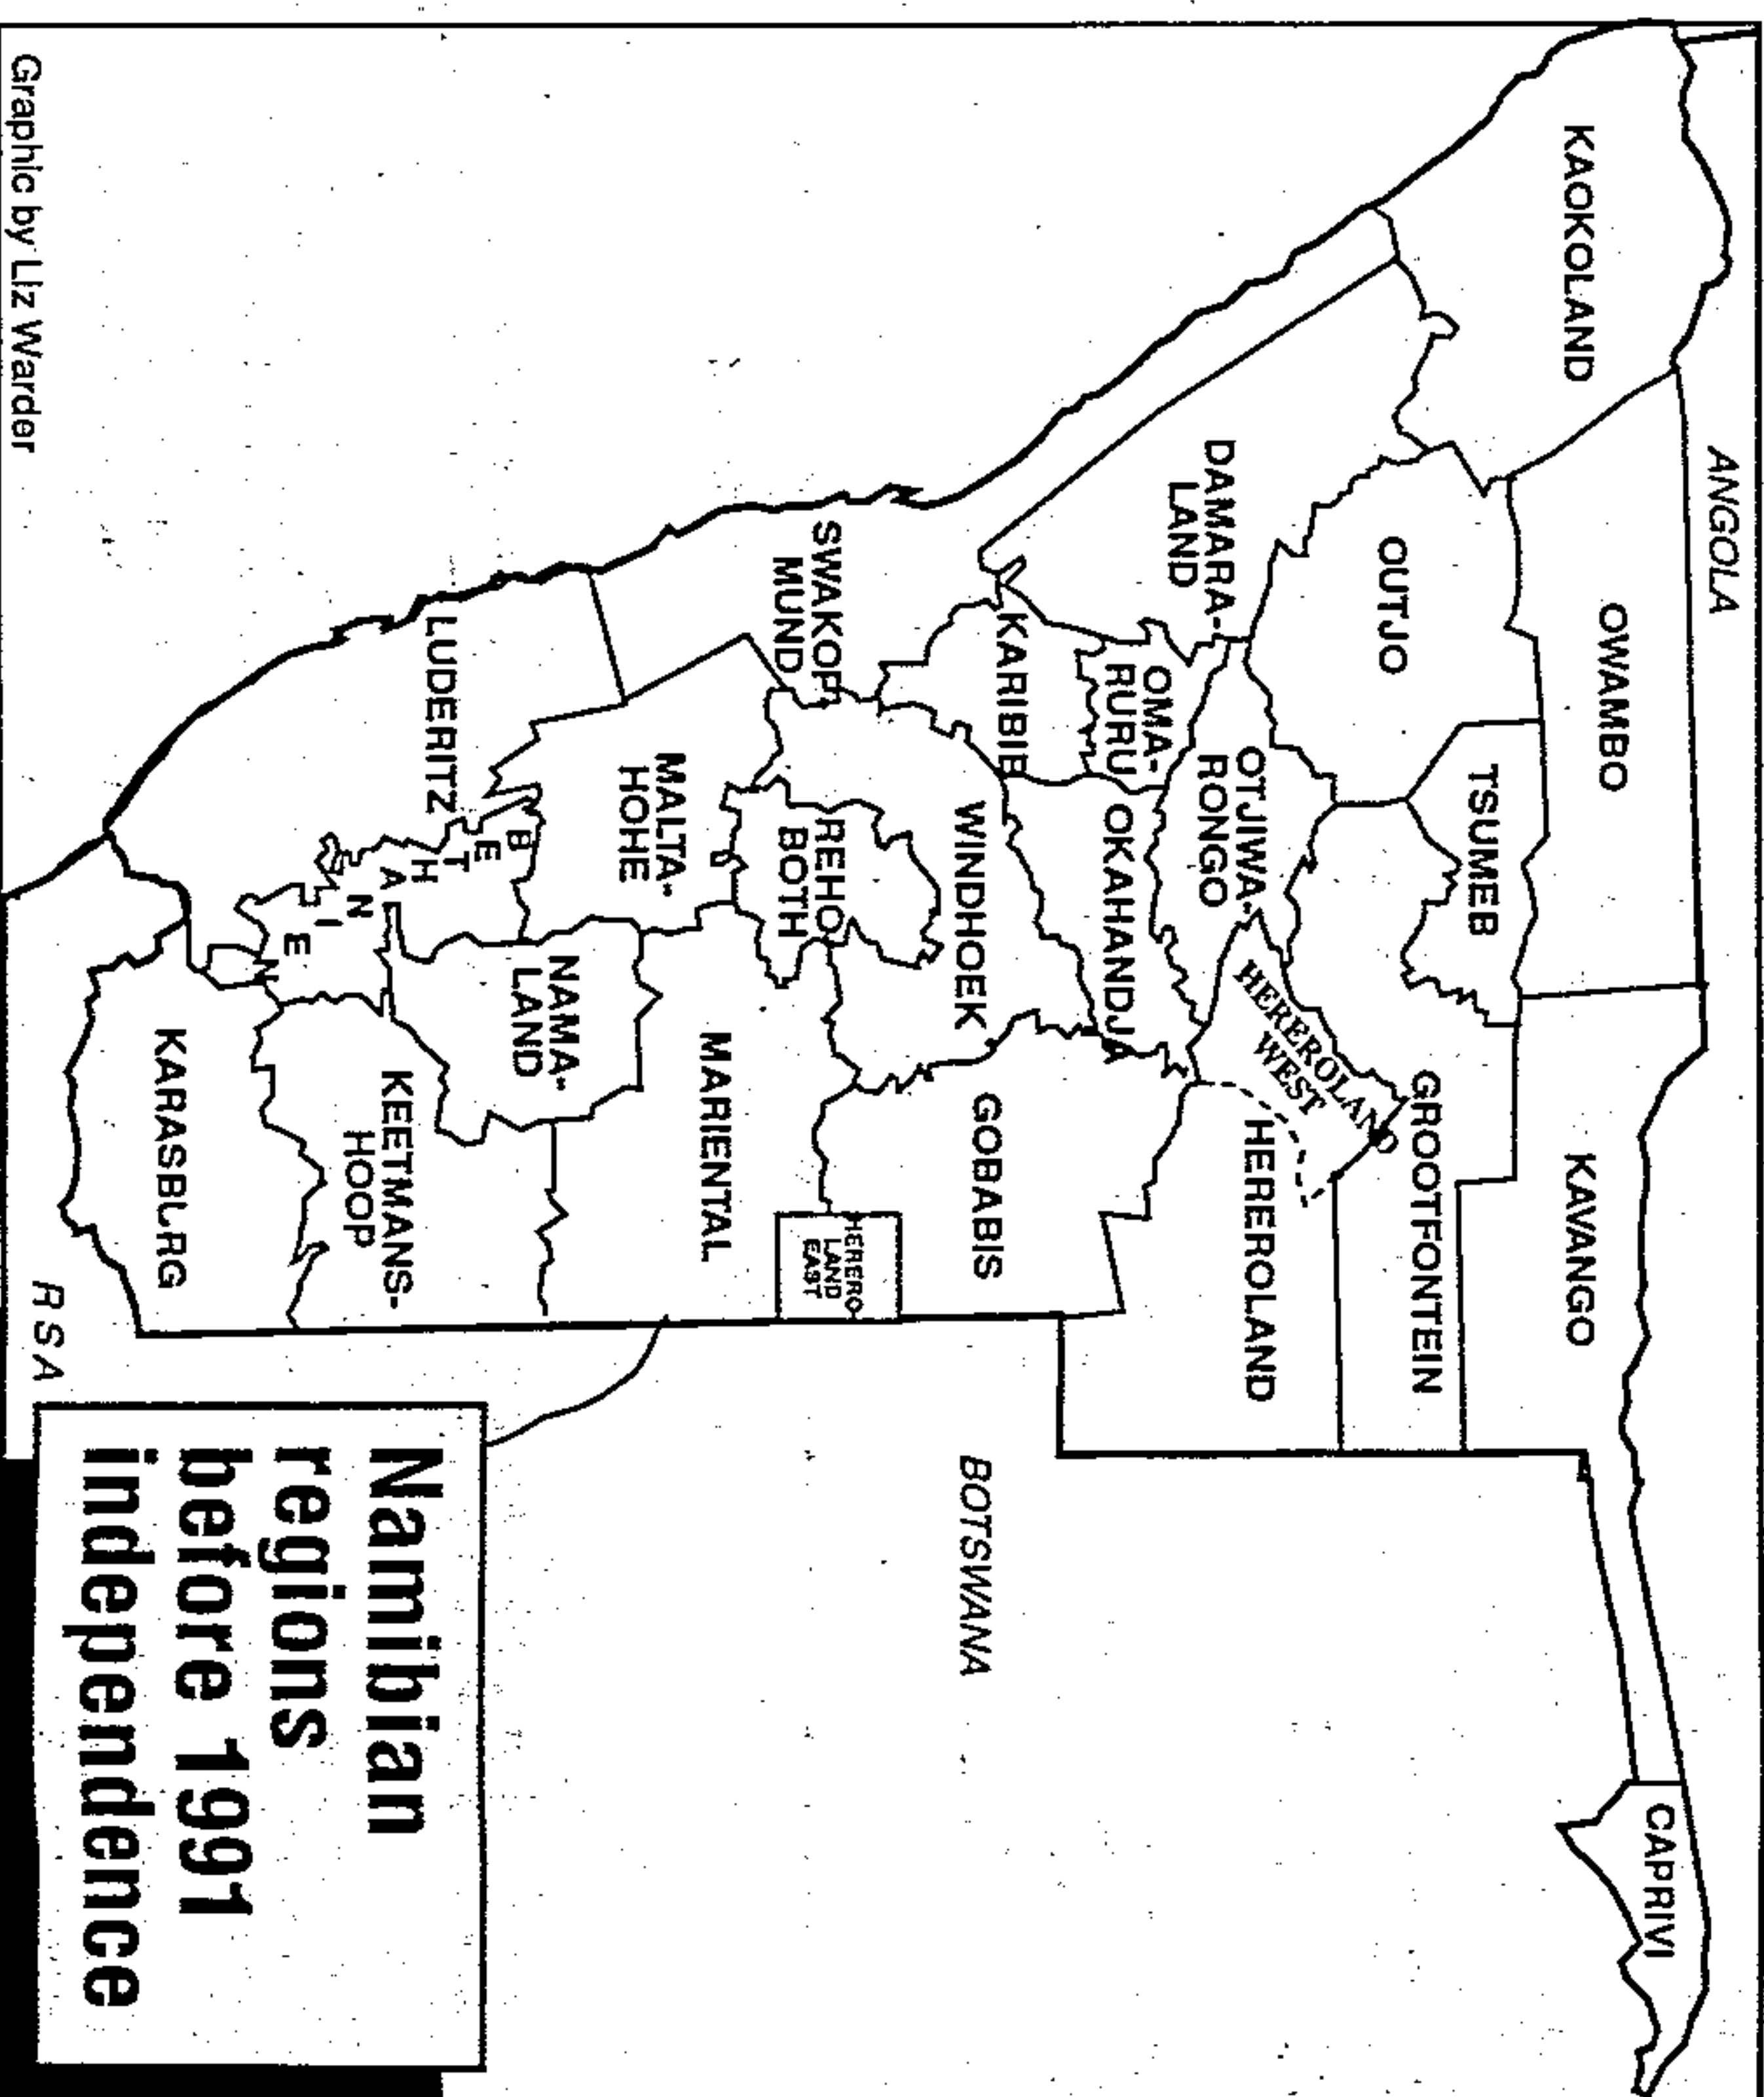 ANGOLA
KAOKOLAND
OWAMBO
KAVANGO
CAPRIVI
OUTJO
TSUMEB
GROOTFONTEIN
DAMARA-
LAND
OTJIWA-
RONGO
HEREROLAND
WEST
HEREROLAND
OMA-
RURU
OKAHANDJA
KARIBIB
WINDHOEK
GOBABIS
BOTSWANA
SWAKOP
MUND
REHO
BOTH
HERERO
LAND
EAST
MALTA-
HOHE
MARIENTAL
NAMA-
LAND
LUDERITZ
BETHANIEN
KEETMANS-
HOOP
KARASBURG
RSA
Namibian
regions
before 1991
independence
Graphic by Liz Warder